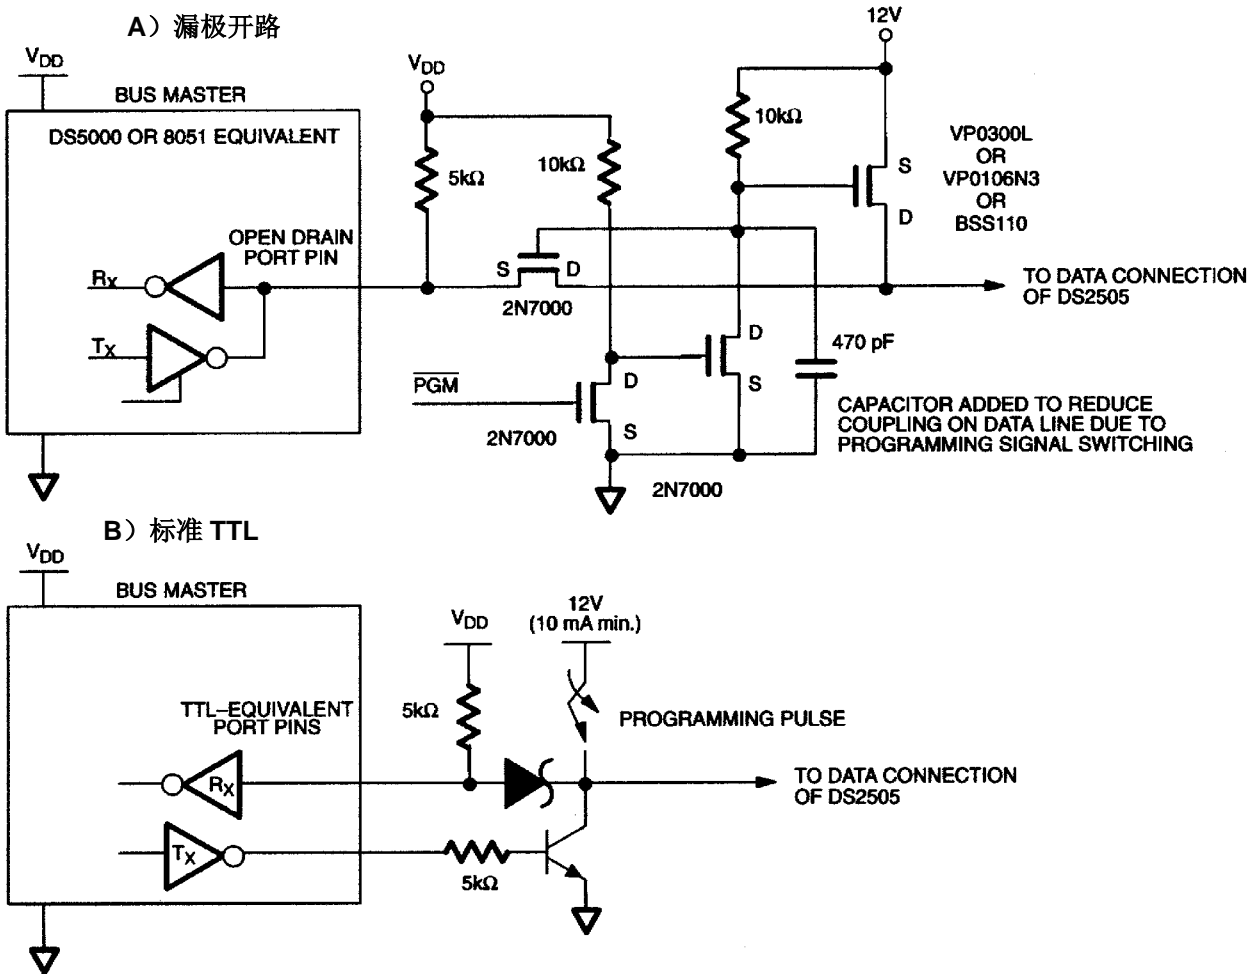 A）漏极开路
12V
VDD
VDD
BUS MASTER
DS5000 OR 8051 EQUIVALENT
10kΩ
VP0300L
OR
VP0106N3
OR
BSS110
5kΩ
10kΩ
S
D
OPEN DRAIN
PORT PIN
RX
S
D
2N7000
TO DATA CONNECTION
OF DS2505
TX
D
S
470 pF
PGM
D
S
2N7000
CAPACITOR ADDED TO REDUCE
COUPLING ON DATA LINE DUE TO
PROGRAMMING SIGNAL SWITCHING
2N7000
B）标准 TTL
VDD
BUS MASTER
VDD
12V
(10 mA min.)
5kΩ
PROGRAMMING PULSE
TTL–EQUIVALENT
PORT PINS
RX
TO DATA CONNECTION
OF DS2505
TX
5kΩ